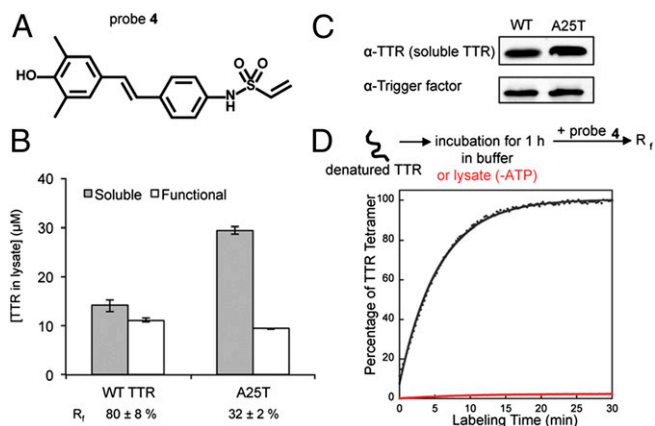 A
probe 4
HO
N
H
S
O
O
B
Soluble
Functional
[TTR in lysate] (μM)
40
30
20
10
0
WT TTR
A25T
Rf
80 ± 8 %
32 ± 2 %
C
WT
A25T
α-TTR (soluble TTR)
α-Trigger factor
D
denatured TTR
incubation for 1 h
in buffer
or lysate (-ATP)
+ probe 4
Rf
Percentage of TTR Tetramer
100
80
60
40
20
0
0 5 10 15 20 25 30
Labeling Time (min)